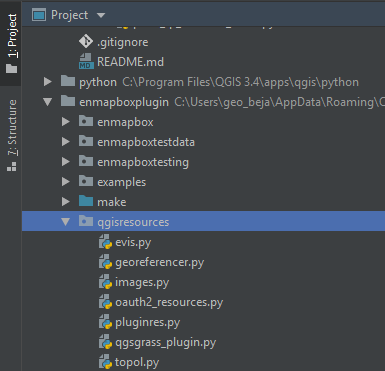 Project
1: Project
7: Structure
.gitignore
README.md
python C:\Program Files\QGIS 3.4\apps\qgis\python
enmapboxplugin C:\Users\geo_beja\AppData\Roaming\
enmapbox
enmapboxtestdata
enmapboxtesting
examples
make
qgisresources
evis.py
georeferencer.py
images.py
oauth2_resources.py
pluginres.py
qgsgrass_plugin.py
topol.py